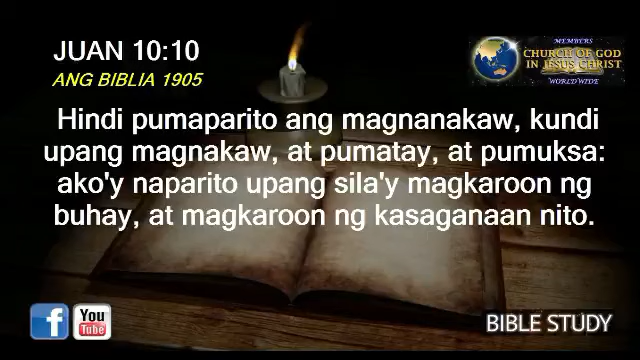 JUAN 10:10
ANG BIBLIA 1905
MEMBERS
CHURCH OF GOD
IN JESUS CHRIST
WORLDWIDE
Hindi pumaparito ang magnanakaw, kundi
upang magnakaw, at pumatay, at pumuksa:
ako'y naparito upang sila'y magkaroon ng
buhay, at magkaroon ng kasaganaan nito.
f
You
Tube
BIBLE STUDY